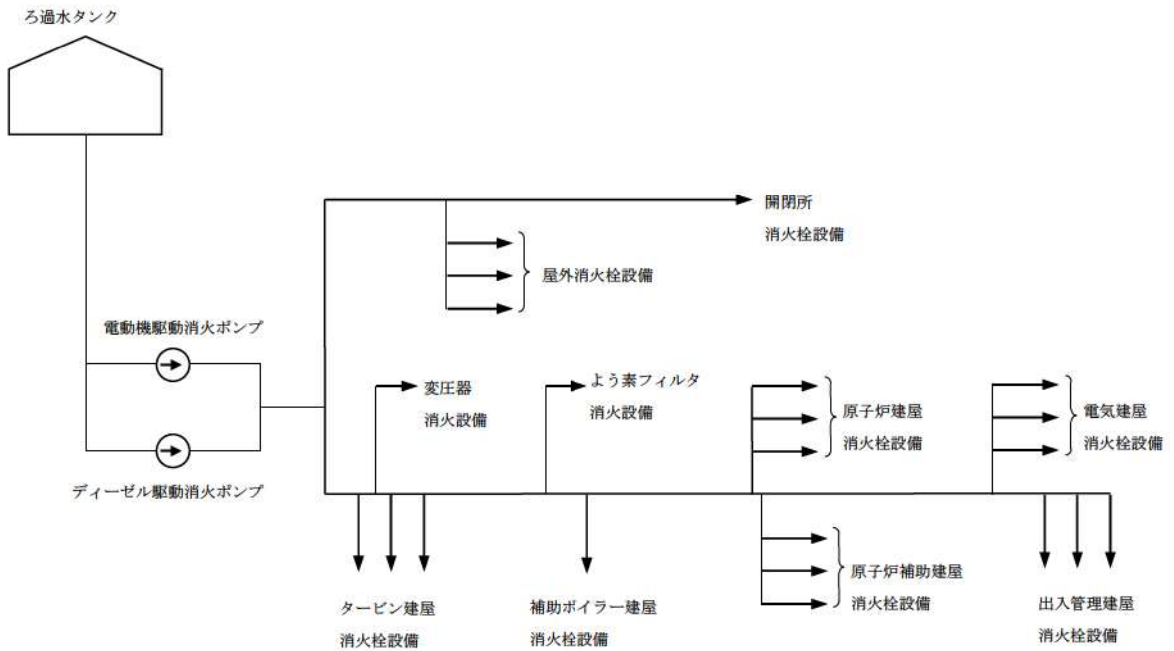 ろ過水タンク
開閉所
消火栓設備
屋外消火栓設備
電動機駆動消火ポンプ
ディーゼル駆動消火ポンプ
変圧器
消火設備
よう素フィルタ
消火設備
原子炉建屋
消火栓設備
電気建屋
消火栓設備
タービン建屋
消火栓設備
補助ボイラー建屋
消火栓設備
原子炉補助建屋
消火栓設備
出入管理建屋
消火栓設備